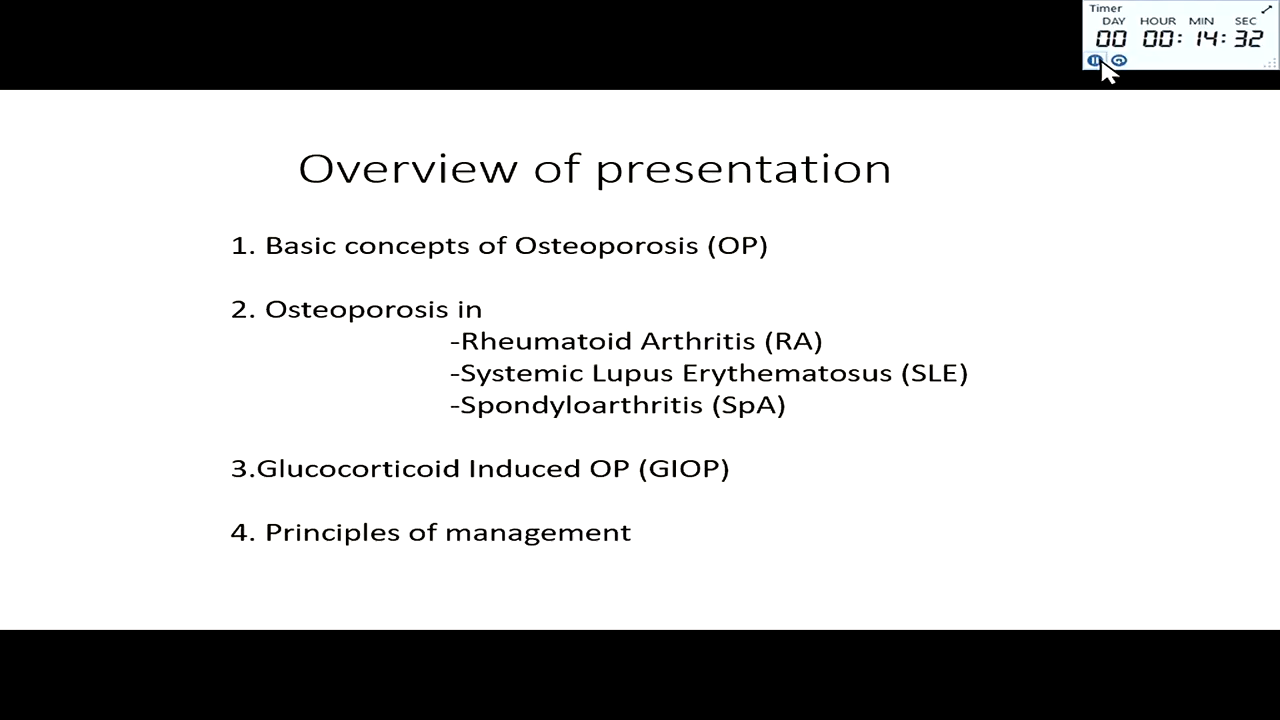 Timer
DAY HOUR MIN SEC
00 00: 14: 32
Overview of presentation
1. Basic concepts of Osteoporosis (OP)
2. Osteoporosis in
-Rheumatoid Arthritis (RA)
-Systemic Lupus Erythematosus (SLE)
-Spondyloarthritis (SpA)
3.Glucocorticoid Induced OP (GIOP)
4. Principles of management